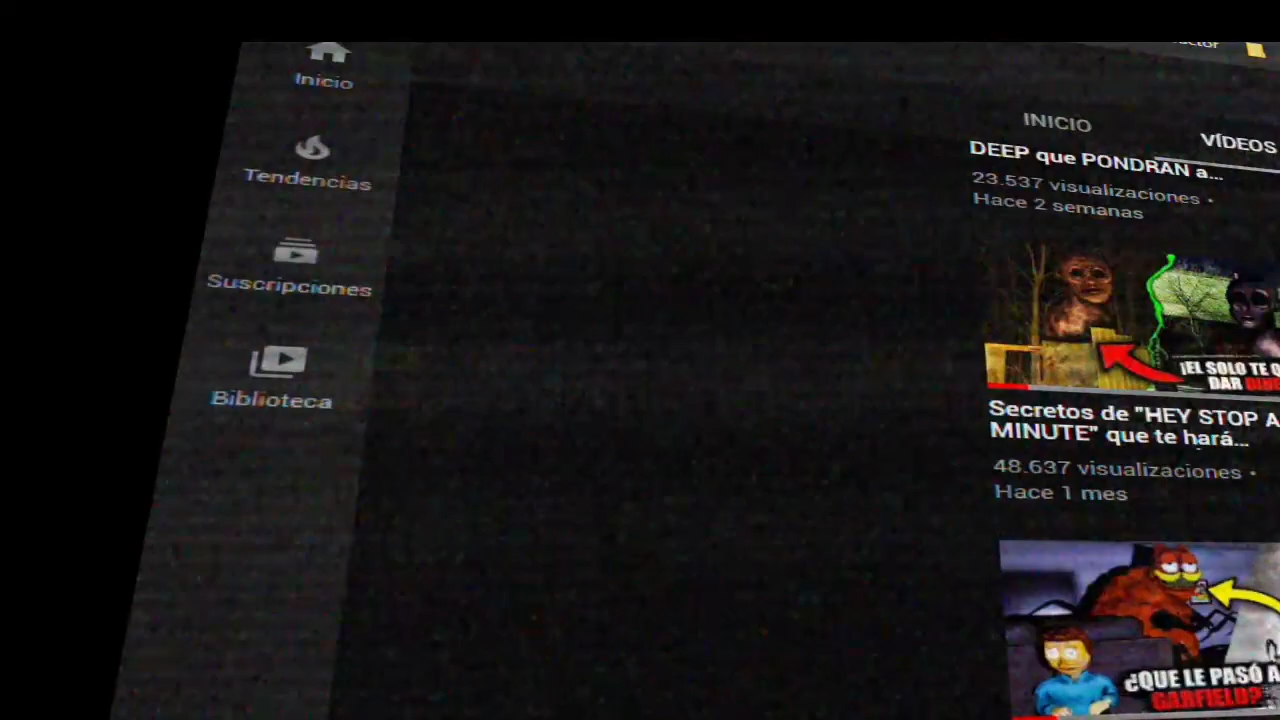 Inicio
Tendencias
Suscripciones
Biblioteca
INICIO
VÍDEOS
DEEP que PONDRAN a...
23.537 visualizaciones •
Hace 2 semanas
¡EL SOLO TE
DAR
Secretos de "HEY STOP A
MINUTE" que te hará...
48.637 visualizaciones •
Hace 1 mes
¿QUE LE PASÓ A
GARFIELD?